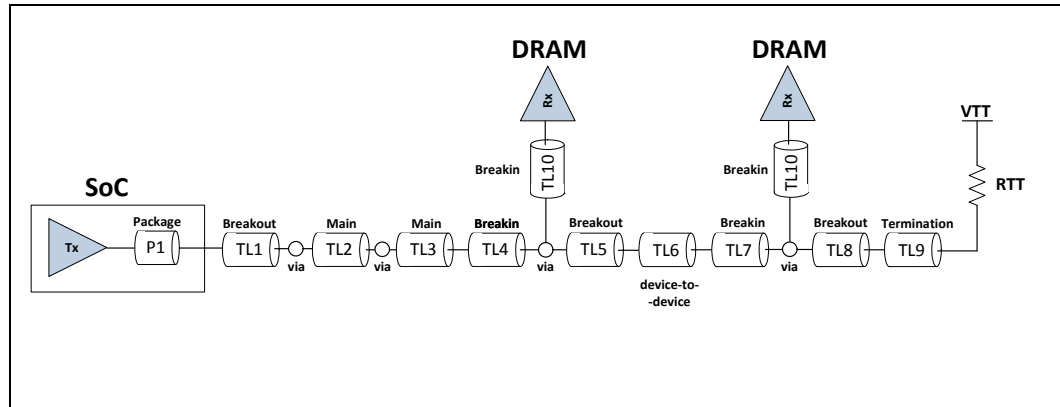 DRAM
DRAM
Rx
Rx
VTT
Breakin
TL10
Breakin
TL10
RTT
SoC
Package
Breakout
Main
Main
Breakin
Breakout
Breakin
Breakout
Termination
Tx
P1
TL1
TL2
TL3
TL4
TL5
TL6
TL7
TL8
TL9
via
via
via
via
device-to-
-device